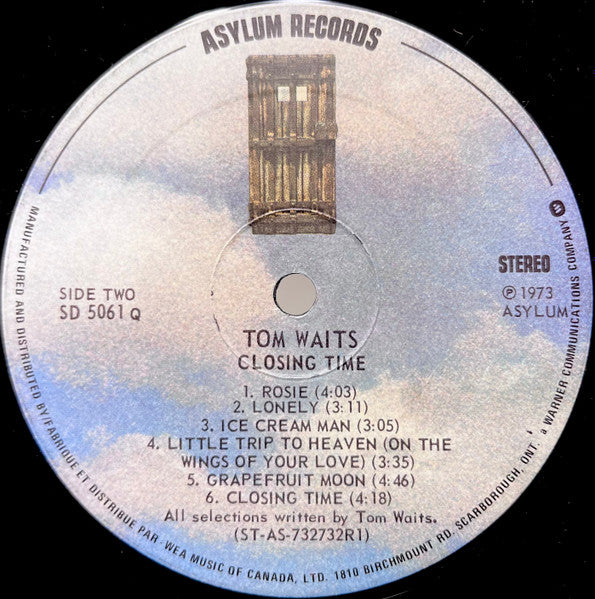 ASYLUM RECORDS
STEREO
SIDE TWO
SD 5061 Q
℗ 1973
ASYLUM
TOM WAITS
CLOSING TIME
1. ROSIE (4:03)
2. LONELY (3:11)
3. ICE CREAM MAN (3:05)
4. LITTLE TRIP TO HEAVEN (ON THE
WINGS OF YOUR LOVE) (3:35)
5. GRAPEFRUIT MOON (4:46)
6. CLOSING TIME (4:18)
All selections written by Tom Waits.
(ST-AS-732732R1)
MANUFACTURED AND DISTRIBUTED BY/FABRIQUE ET DISTRIBUE PAR · WEA MUSIC OF CANADA, LTD. 1810 BIRCHMOUNT RD. SCARBOROUGH, ONT. a WARNER COMMUNICATIONS COMPANY